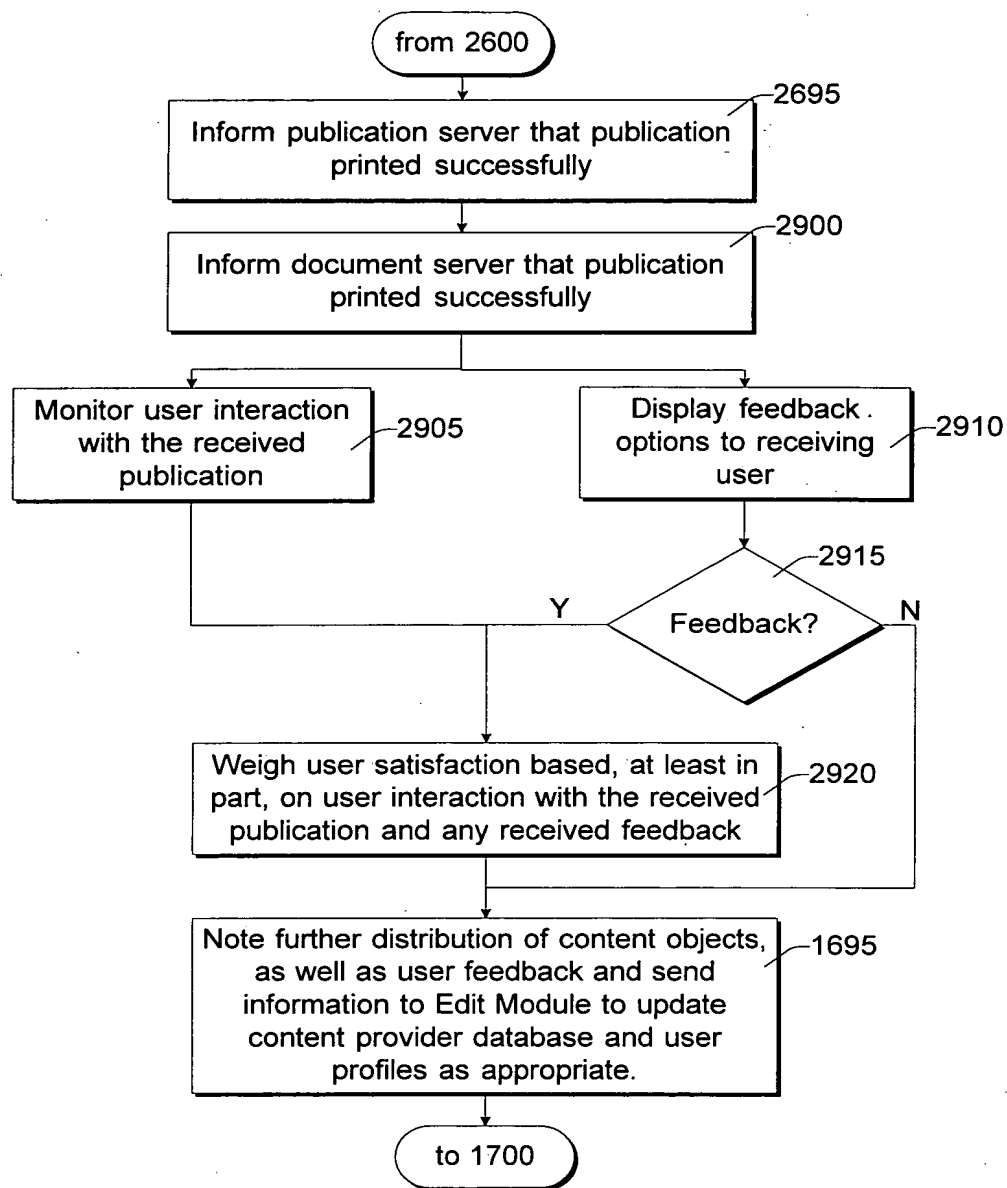 from 2600
2695
Inform publication server that publication
printed successfully
2900
Inform document server that publication
printed successfully
Monitor user interaction
with the received
publication
2905
Display feedback
options to receiving
user
2910
2915
Feedback?
Y
N
Weigh user satisfaction based, at least in
part, on user interaction with the received
publication and any received feedback
2920
Note further distribution of content objects,
as well as user feedback and send
information to Edit Module to update
content provider database and user
profiles as appropriate.
1695
to 1700